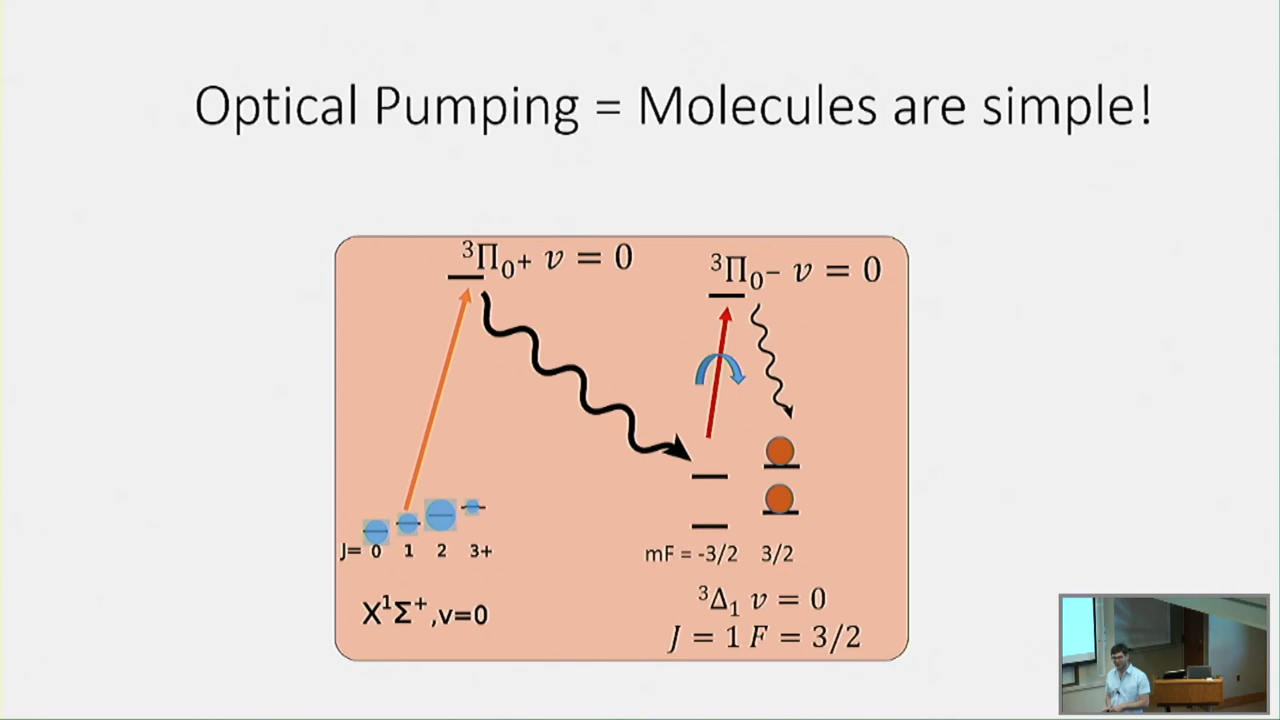 Optical Pumping = Molecules are simple!
³Π₀⁺ v = 0
³Π₀⁻ v = 0
J= 0 1 2 3+
mF = -3/2 3/2
X¹Σ⁺,v=0
³Δ₁ v = 0
J = 1 F = 3/2